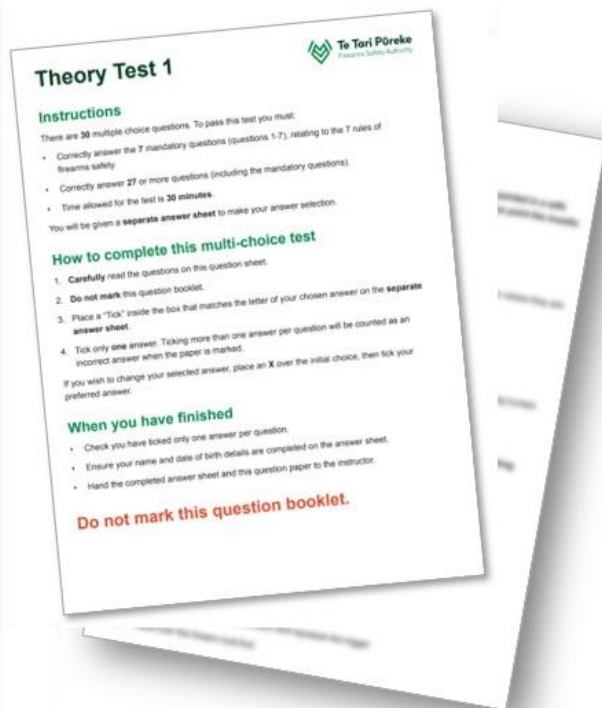 Te Tari Pūreke
Firearms Safety Authority
Theory Test 1
Instructions
There are 30 multiple choice questions. To pass this test you must:
• Correctly answer the 7 mandatory questions (questions 1-7), relating to the 7 rules of
firearms safety.
• Correctly answer 27 or more questions (including the mandatory questions).
• Time allowed for the test is 30 minutes.
You will be given a separate answer sheet to make your answer selection.
How to complete this multi-choice test
1. Carefully read the questions on this question sheet.
2. Do not mark this question booklet.
3. Place a "Tick" inside the box that matches the letter of your chosen answer on the separate
answer sheet.
4. Tick only one answer. Ticking more than one answer per question will be counted as an
incorrect answer when the paper is marked.
If you wish to change your selected answer, place an X over the initial choice, then tick your
preferred answer.
When you have finished
• Check you have ticked only one answer per question.
• Ensure your name and date of birth details are completed on the answer sheet.
• Hand the completed answer sheet and this question paper to the instructor.
Do not mark this question booklet.